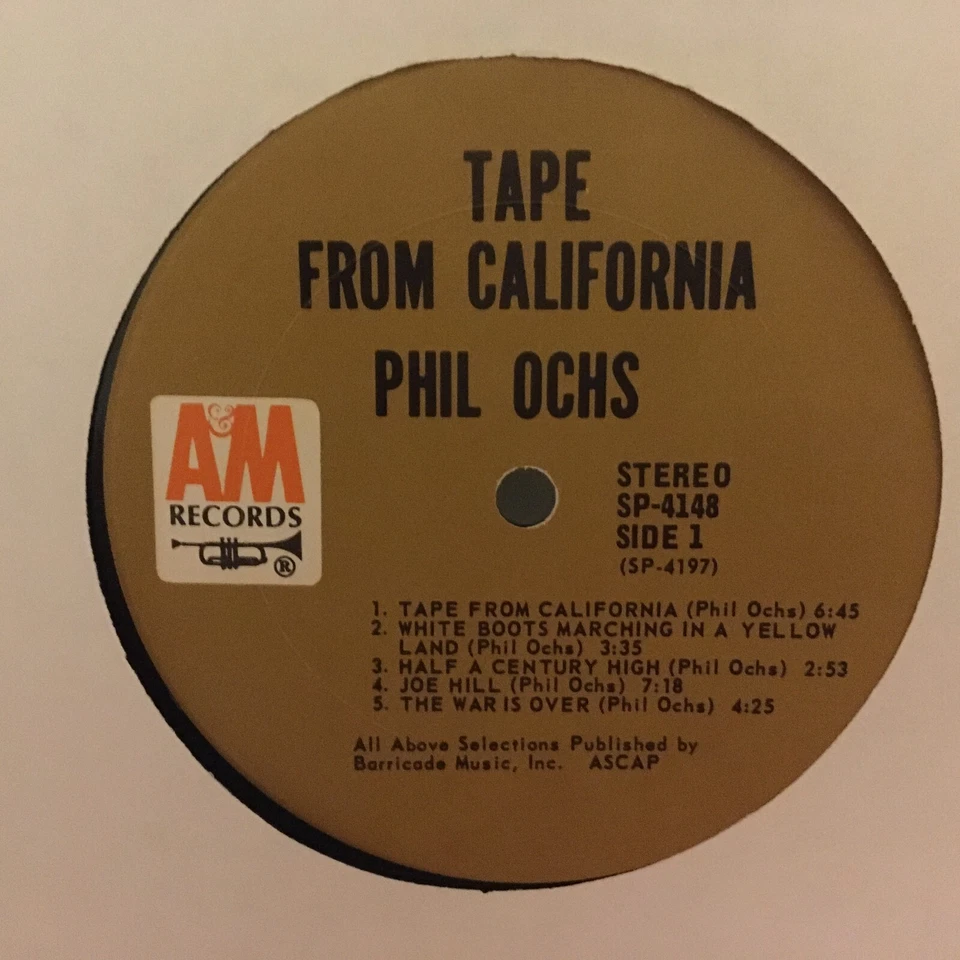 TAPE
FROM CALIFORNIA
PHIL OCHS
A&M
RECORDS
®
STEREO
SP-4148
SIDE 1
(SP-4197)
1. TAPE FROM CALIFORNIA (Phil Ochs) 6:45
2. WHITE BOOTS MARCHING IN A YELLOW
LAND (Phil Ochs) 3:35
3. HALF A CENTURY HIGH (Phil Ochs) 2:53
4. JOE HILL (Phil Ochs) 7:18
5. THE WAR IS OVER (Phil Ochs) 4:25
All Above Selections Published by
Barricade Music, Inc. ASCAP